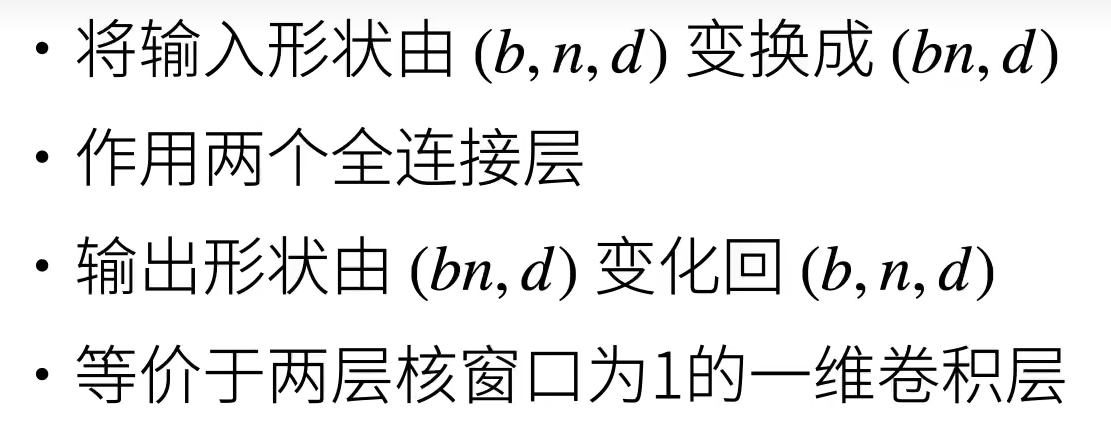 • 将输入形状由 (b, n, d) 变换成 (bn, d)
• 作用两个全连接层
• 输出形状由 (bn, d) 变化回 (b, n, d)
• 等价于两层核窗口为1的一维卷积层